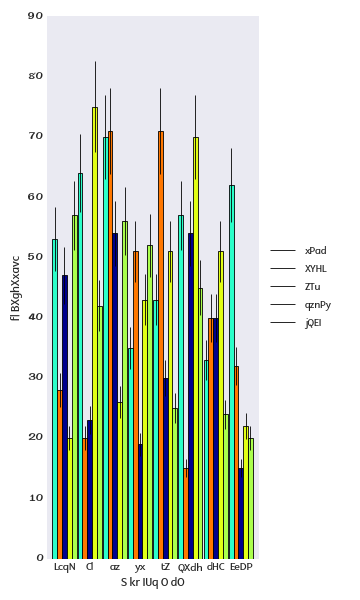 90
80
70
60
50
40
30
20
10
0
fl BXghXxavc
LcqN Cl az yx tZ QXdh dHC EeDP
S kr IUq O dO
xPad
XYHL
ZTu
qznPy
jQEl